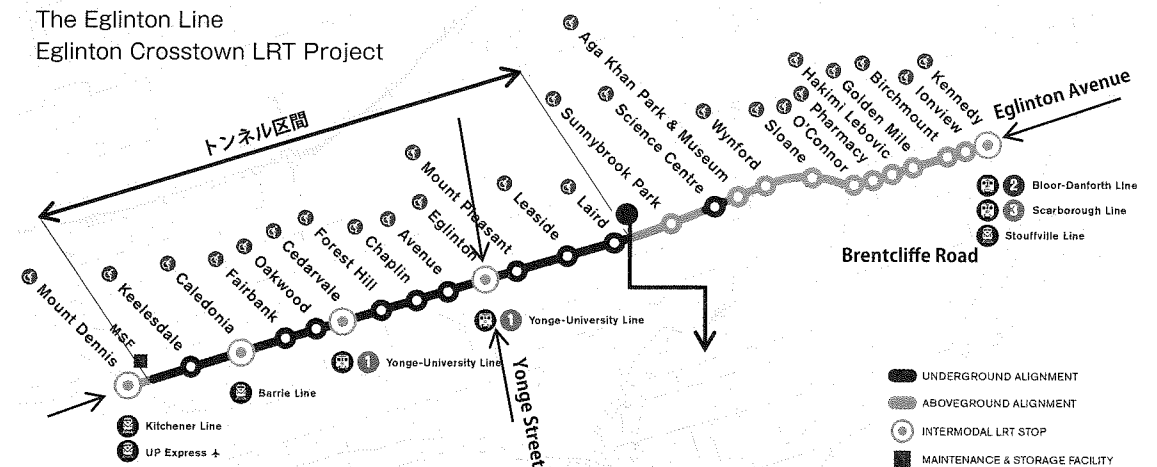 The Eglinton Line
Eglinton Crosstown LRT Project
トンネル区間
Mount Dennis
MSF
Keelesdale
Caledonia
Fairbank
Oakwood
Cedarvale
Forest Hill
Chaplin
Avenue
Eglinton
Mount Pleasant
Leaside
Laird
Sunnybrook Park
Science Centre
Aga Khan Park & Museum
Wynford
Sloane
O'Connor
Pharmacy
Hakimi Lebovic
Golden Mile
Birchmount
Ionview
Kennedy
Eglinton Avenue
2 Bloor-Danforth Line
3 Scarborough Line
Stouffville Line
Brentcliffe Road
1 Yonge-University Line
1 Yonge-University Line
Yonge Street
Barrie Line
Kitchener Line
UP Express
UNDERGROUND ALIGNMENT
ABOVEGROUND ALIGNMENT
INTERMODAL LRT STOP
MAINTENANCE & STORAGE FACILITY